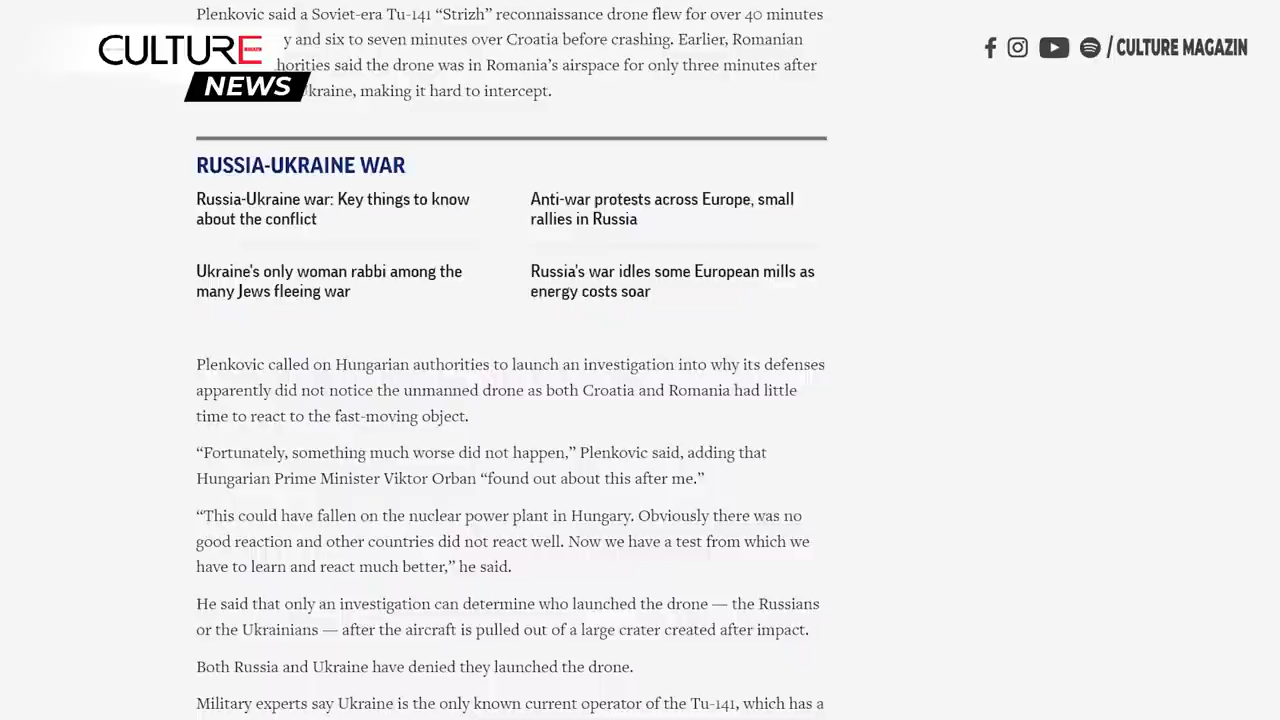 Plenkovic said a Soviet-era Tu-141 “Strizh” reconnaissance drone flew for over 40 minutes
y and six to seven minutes over Croatia before crashing. Earlier, Romanian
horities said the drone was in Romania’s airspace for only three minutes after
kraine, making it hard to intercept.
CULTURE
NEWS
/ CULTURE MAGAZIN
RUSSIA-UKRAINE WAR
Russia-Ukraine war: Key things to know
about the conflict
Anti-war protests across Europe, small
rallies in Russia
Ukraine’s only woman rabbi among the
many Jews fleeing war
Russia’s war idles some European mills as
energy costs soar
Plenkovic called on Hungarian authorities to launch an investigation into why its defenses
apparently did not notice the unmanned drone as both Croatia and Romania had little
time to react to the fast-moving object.
“Fortunately, something much worse did not happen,” Plenkovic said, adding that
Hungarian Prime Minister Viktor Orban “found out about this after me.”
“This could have fallen on the nuclear power plant in Hungary. Obviously there was no
good reaction and other countries did not react well. Now we have a test from which we
have to learn and react much better,” he said.
He said that only an investigation can determine who launched the drone — the Russians
or the Ukrainians — after the aircraft is pulled out of a large crater created after impact.
Both Russia and Ukraine have denied they launched the drone.
Military experts say Ukraine is the only known current operator of the Tu-141, which has a